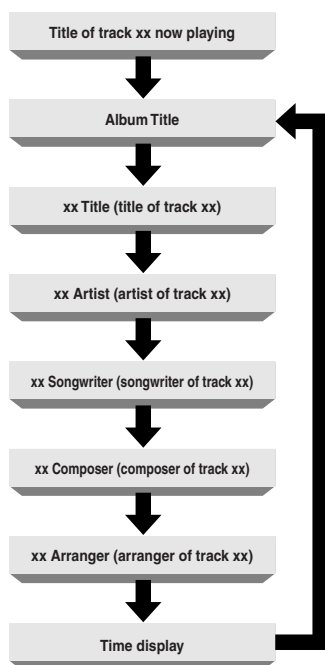 Title of track xx now playing
Album Title
xx Title (title of track xx)
xx Artist (artist of track xx)
xx Songwriter (songwriter of track xx)
xx Composer (composer of track xx)
xx Arranger (arranger of track xx)
Time display